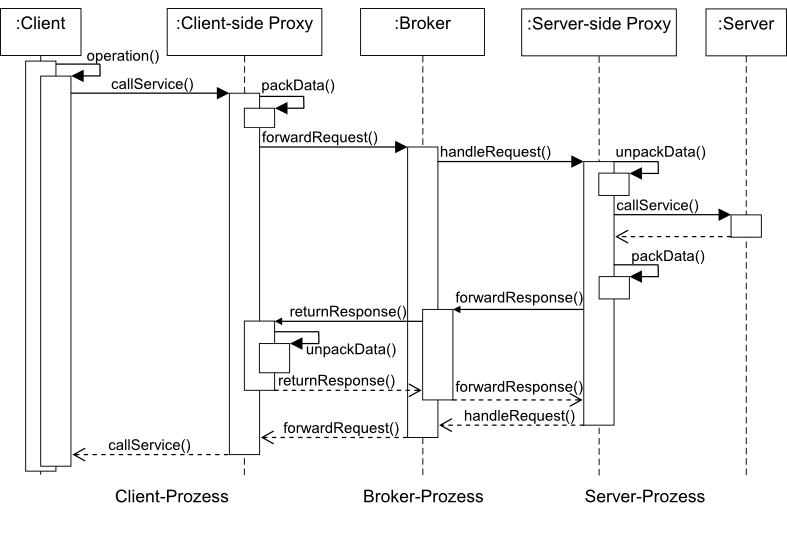 :Client
:Client-side Proxy
:Broker
:Server-side Proxy
:Server
operation()
callService()
packData()
forwardRequest()
handleRequest()
unpackData()
callService()
packData()
forwardResponse()
returnResponse()
unpackData()
returnResponse()
forwardResponse()
handleRequest()
forwardRequest()
callService()
Client-Prozess
Broker-Prozess
Server-Prozess